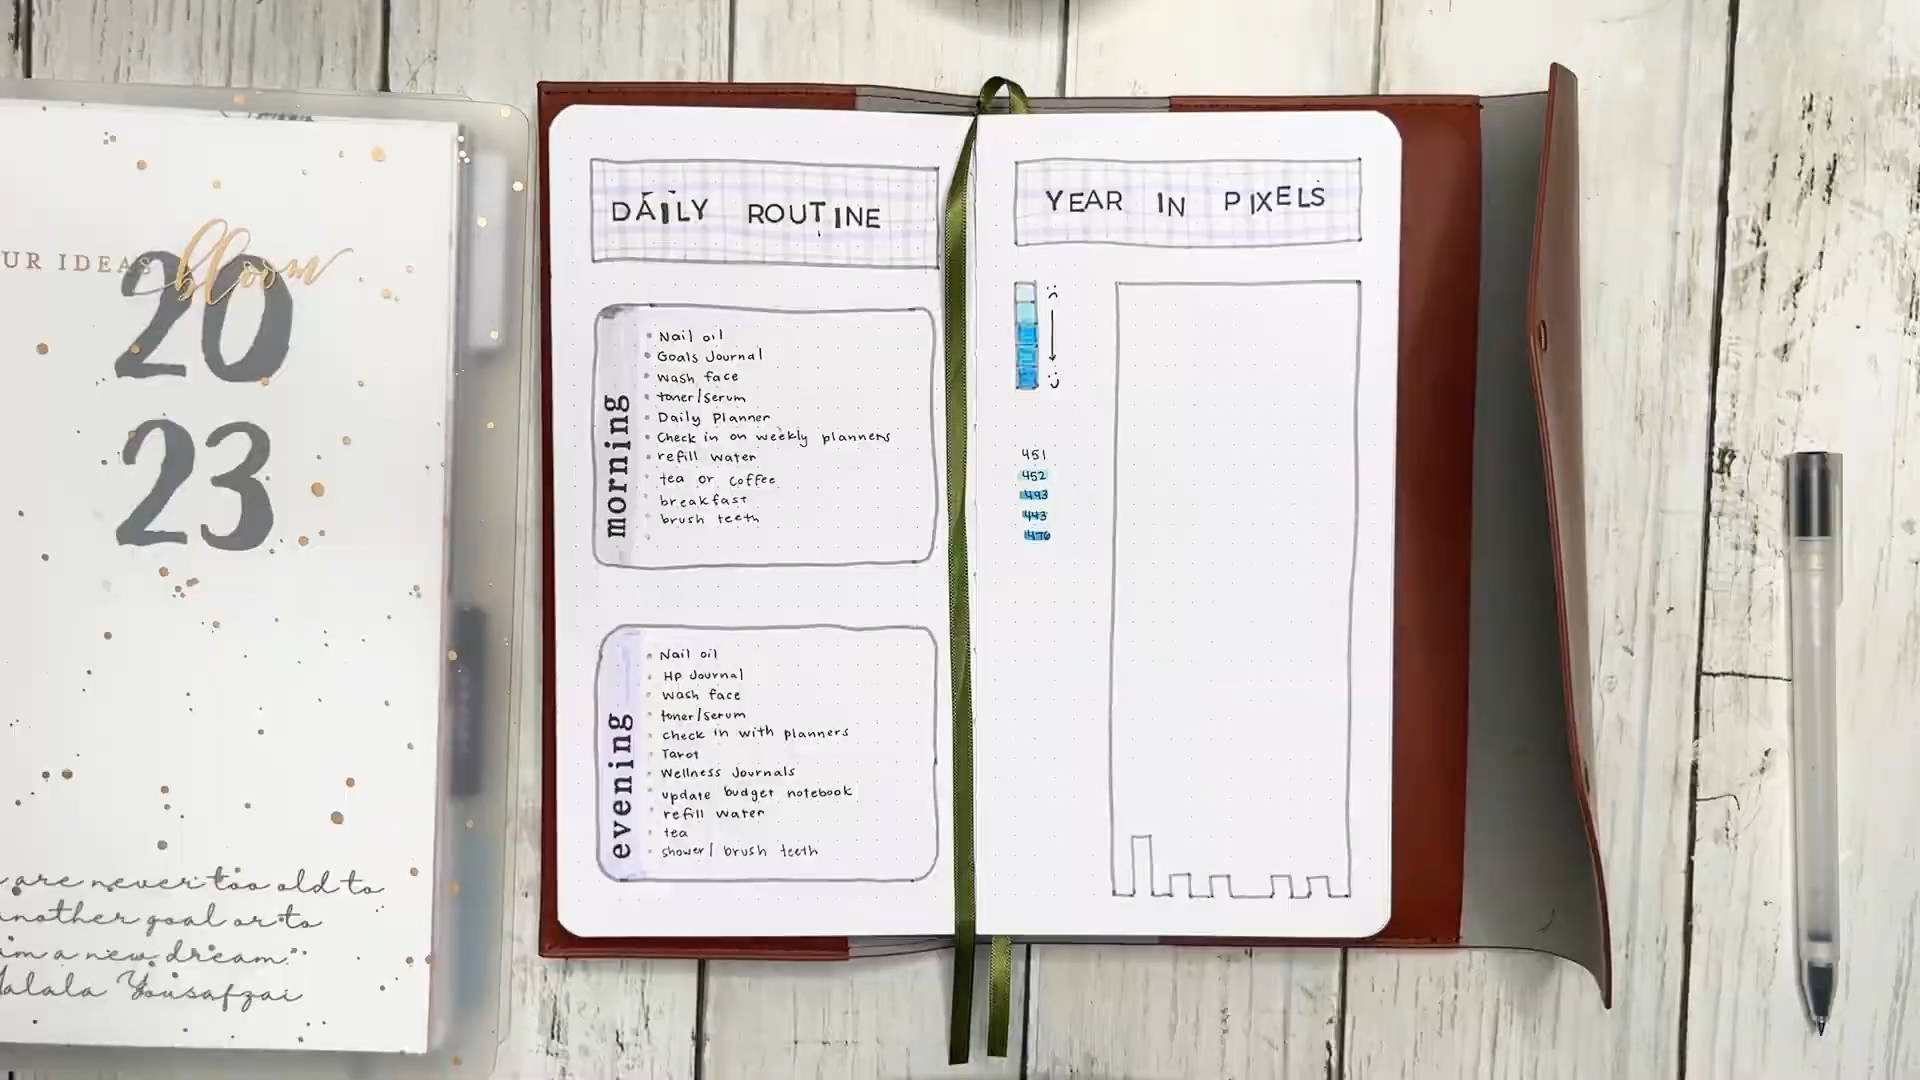 UR IDEAS bloom
20
23
are never too old to
another goal or to
a new dream."
Malala Yousafzai
DAILY ROUTINE
morning
Nail oil
Goals Journal
wash face
toner/serum
Daily Planner
Check in on weekly planners
refill water
tea or coffee
breakfast
brush teeth
evening
Nail oil
HP Journal
wash face
toner/serum
check in with planners
Tarot
Wellness Journals
update budget notebook
refill water
tea
shower/ brush teeth
YEAR IN PIXELS
451
452
493
443
476